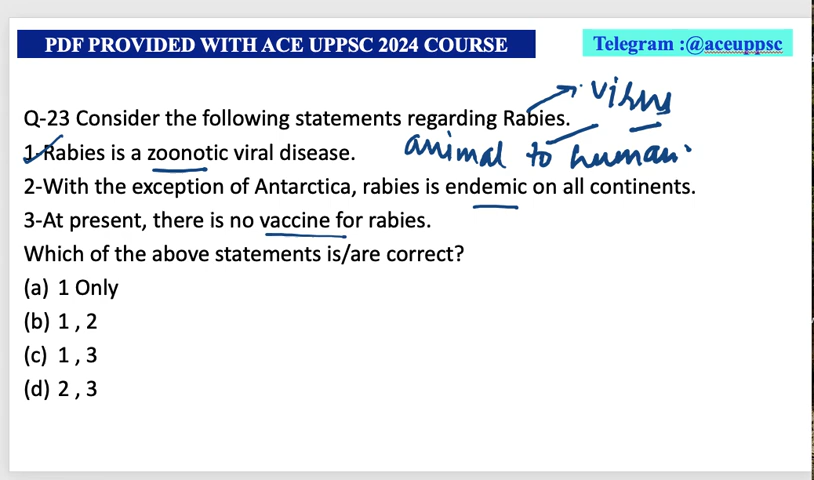 PDF PROVIDED WITH ACE UPPSC 2024 COURSE
Telegram :@aceuppsc
virus
Q-23 Consider the following statements regarding Rabies.
1-Rabies is a zoonotic viral disease.
animal to human
2-With the exception of Antarctica, rabies is endemic on all continents.
3-At present, there is no vaccine for rabies.
Which of the above statements is/are correct?
(a) 1 Only
(b) 1 , 2
(c) 1 , 3
(d) 2 , 3